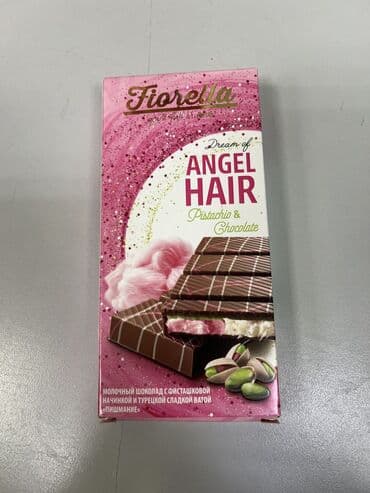 Fiorella
Dream of
ANGEL
HAIR
Pistachio &
Chocolate
МОЛОЧНЫЙ ШОКОЛАД С ФИСТАШКОВОЙ
НАЧИНКОЙ И ТУРЕЦКОЙ СЛАДКОЙ ВАТОЙ
«ПИШМАНИЕ»